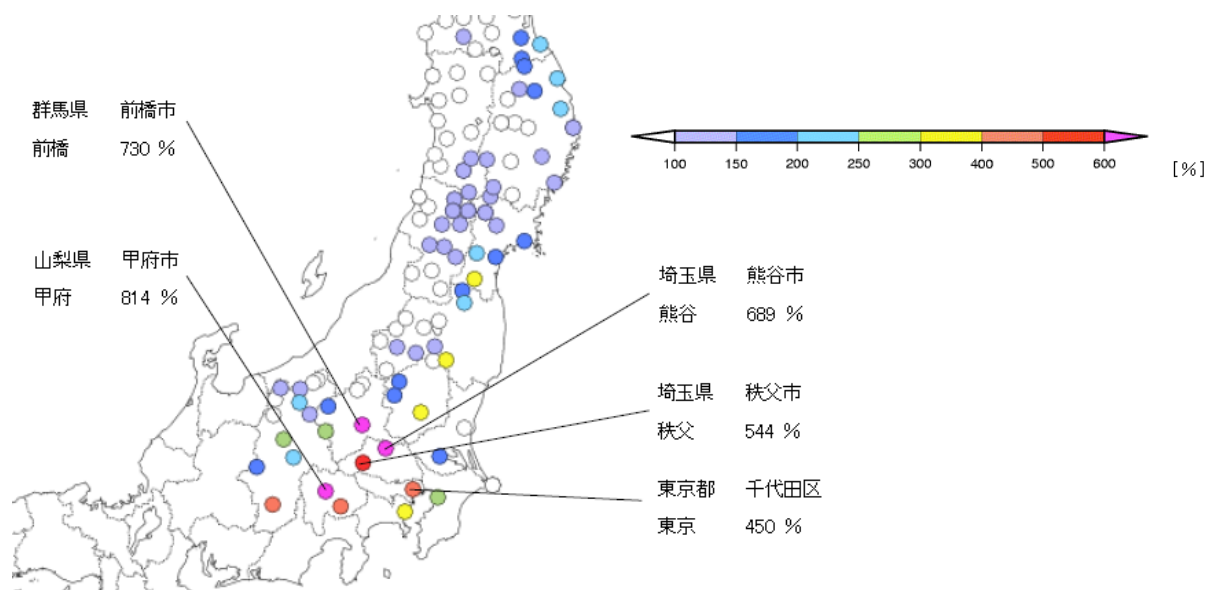 群馬県 前橋市
前橋 730 %
山梨県 甲府市
甲府 814 %
100 150 200 250 300 400 500 600
[%]
埼玉県 熊谷市
熊谷 689 %
埼玉県 秩父市
秩父 544 %
東京都 千代田区
東京 450 %